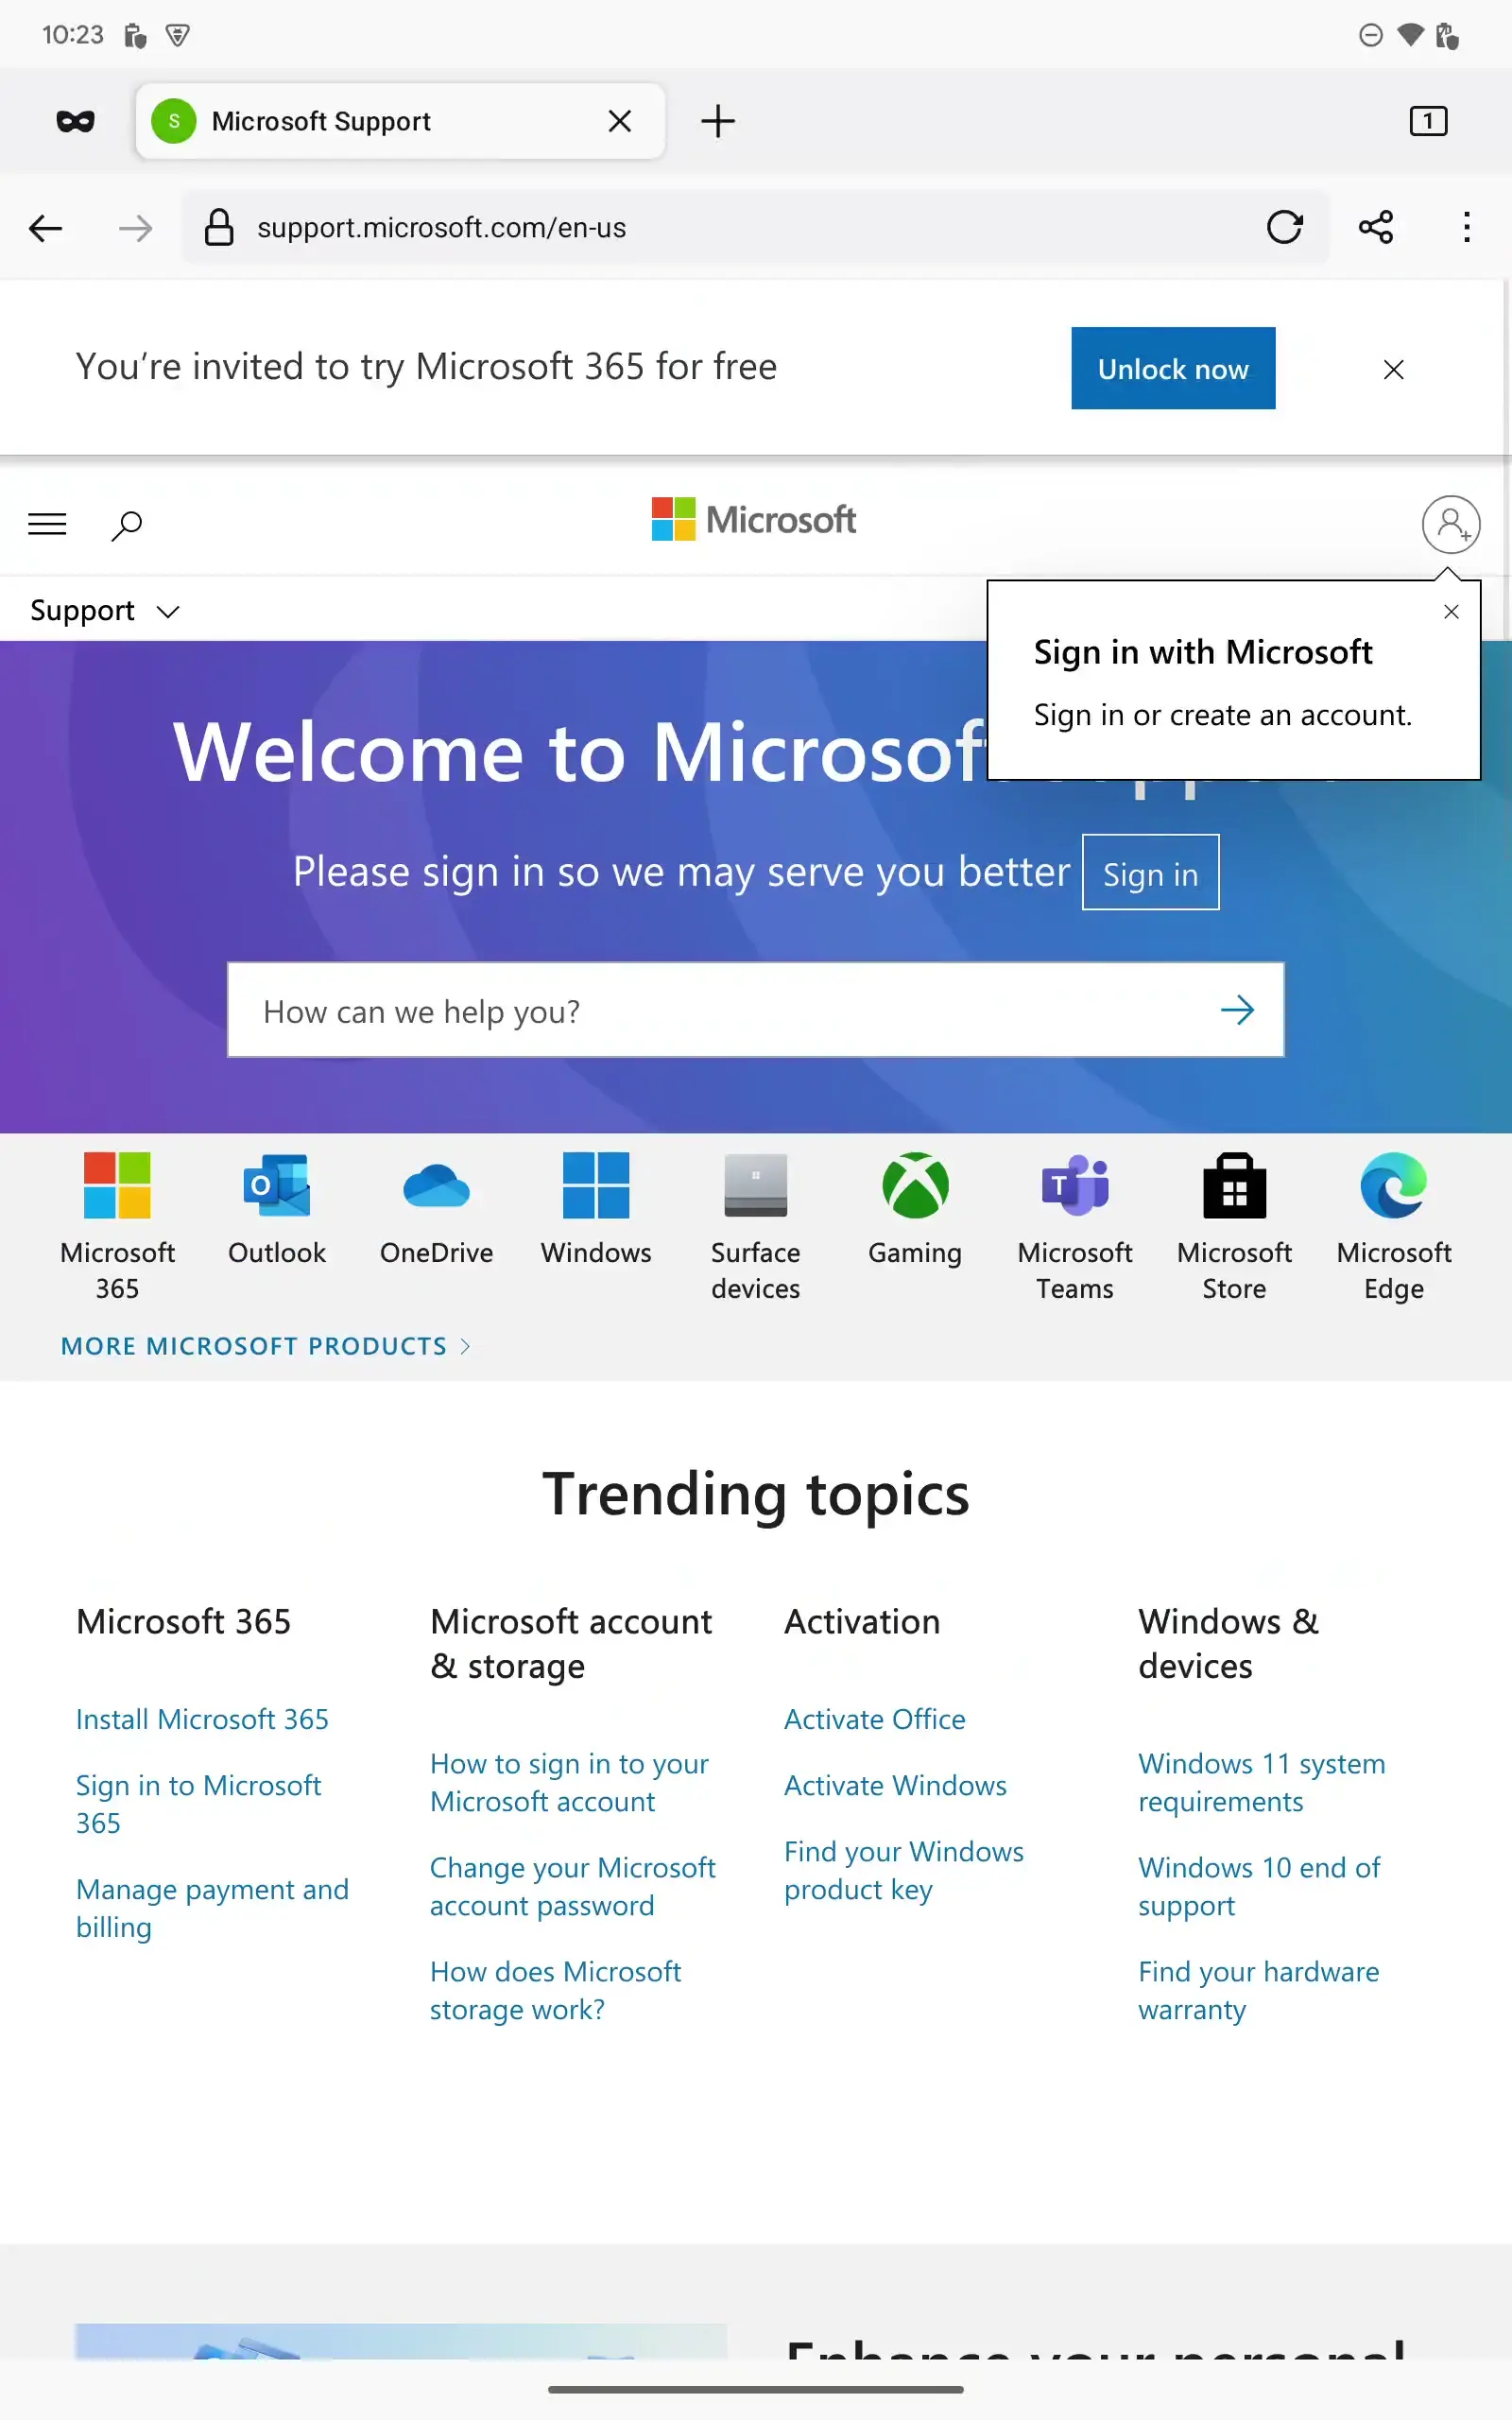 10:23
S
Microsoft Support
1
support.microsoft.com/en-us
You’re invited to try Microsoft 365 for free
Unlock now
Microsoft
Support
Sign in with Microsoft
Sign in or create an account.
Welcome to Microsoft
Please sign in so we may serve you better
Sign in
How can we help you?
Microsoft
365
Outlook
OneDrive
Windows
Surface
devices
Gaming
Microsoft
Teams
Microsoft
Store
Microsoft
Edge
MORE MICROSOFT PRODUCTS
Trending topics
Microsoft 365
Install Microsoft 365
Sign in to Microsoft
365
Manage payment and
billing
Microsoft account
& storage
How to sign in to your
Microsoft account
Change your Microsoft
account password
How does Microsoft
storage work?
Activation
Activate Office
Activate Windows
Find your Windows
product key
Windows &
devices
Windows 11 system
requirements
Windows 10 end of
support
Find your hardware
warranty
Enhance your personal